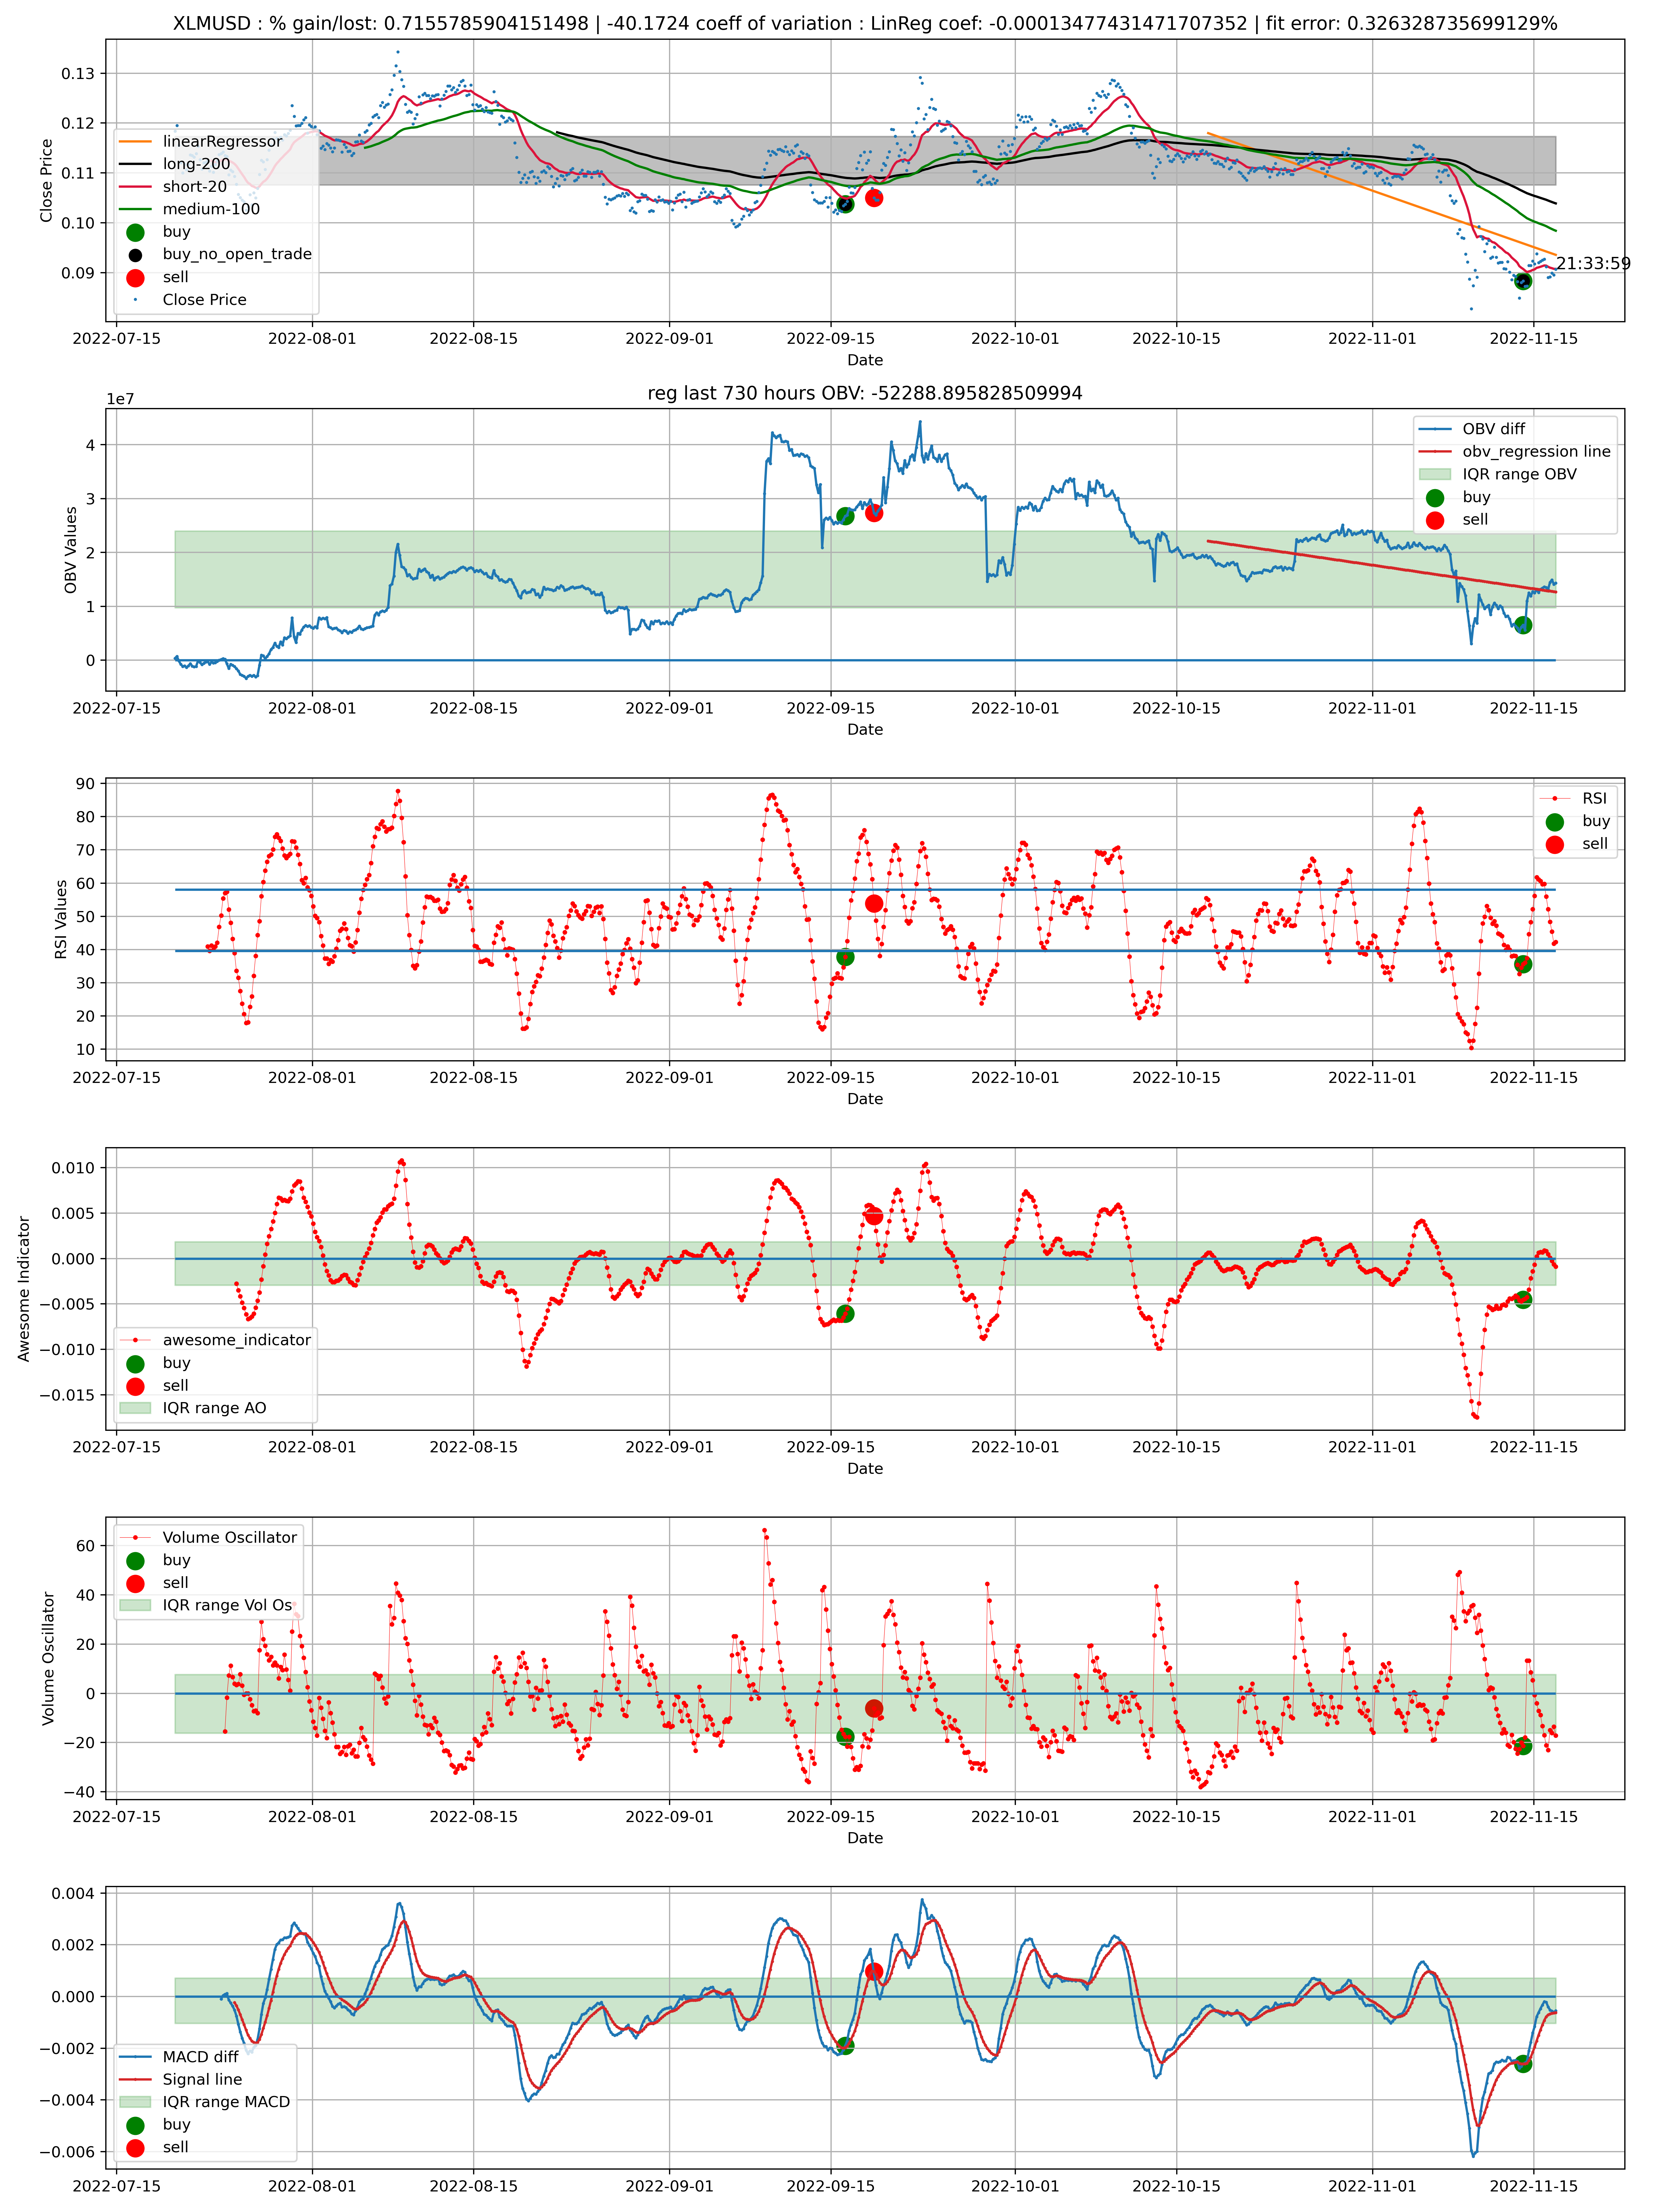 XLMUSD : % gain/lost: 0.7155785904151498 | -40.1724 coeff of variation : LinReg coef: -0.00013477431471707352 | fit error: 0.326328735699129%
0.13
0.12
0.11
0.10
0.09
Close Price
linearRegressor
long-200
short-20
medium-100
buy
buy_no_open_trade
sell
Close Price
21:33:59
2022-07-15 2022-08-01 2022-08-15 2022-09-01 2022-09-15 2022-10-01 2022-10-15 2022-11-01 2022-11-15
Date
reg last 730 hours OBV: -52288.895828509994
1e7
4
3
2
1
0
OBV Values
OBV diff
obv_regression line
IQR range OBV
buy
sell
2022-07-15 2022-08-01 2022-08-15 2022-09-01 2022-09-15 2022-10-01 2022-10-15 2022-11-01 2022-11-15
Date
90
80
70
60
50
40
30
20
10
RSI Values
RSI
buy
sell
2022-07-15 2022-08-01 2022-08-15 2022-09-01 2022-09-15 2022-10-01 2022-10-15 2022-11-01 2022-11-15
Date
0.010
0.005
0.000
−0.005
−0.010
−0.015
Awesome Indicator
awesome_indicator
buy
sell
IQR range AO
2022-07-15 2022-08-01 2022-08-15 2022-09-01 2022-09-15 2022-10-01 2022-10-15 2022-11-01 2022-11-15
Date
60
40
20
0
−20
−40
Volume Oscillator
Volume Oscillator
buy
sell
IQR range Vol Os
2022-07-15 2022-08-01 2022-08-15 2022-09-01 2022-09-15 2022-10-01 2022-10-15 2022-11-01 2022-11-15
Date
0.004
0.002
0.000
−0.002
−0.004
−0.006
MACD diff
Signal line
IQR range MACD
buy
sell
2022-07-15 2022-08-01 2022-08-15 2022-09-01 2022-09-15 2022-10-01 2022-10-15 2022-11-01 2022-11-15